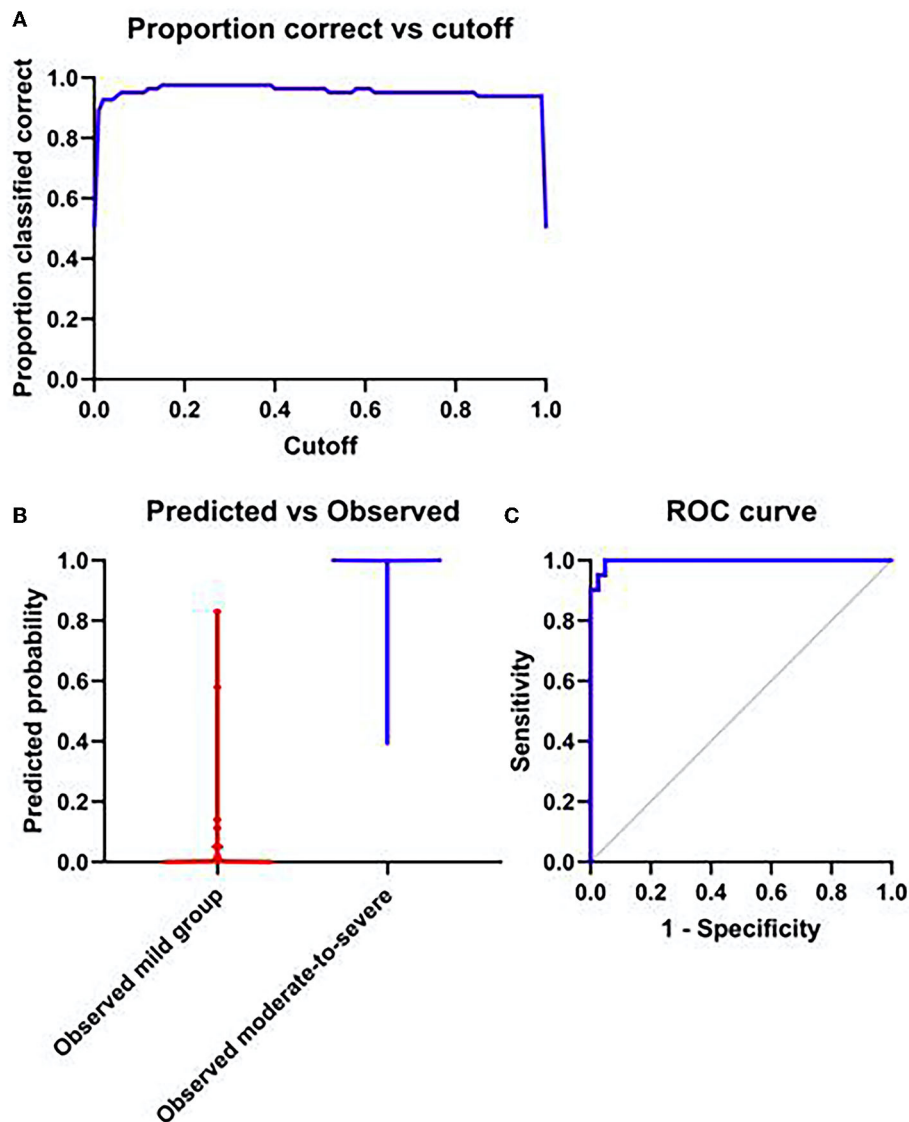 A
Proportion correct vs cutoff
Proportion classified correct
1.0
0.8
0.6
0.4
0.2
0.0
0.0 0.2 0.4 0.6 0.8 1.0
Cutoff
B
Predicted vs Observed
Predicted probability
1.0
0.8
0.6
0.4
0.2
0.0
Observed mild group
Observed moderate-to-severe
C
ROC curve
Sensitivity
1.0
0.8
0.6
0.4
0.2
0.0
0.0 0.2 0.4 0.6 0.8 1.0
1 - Specificity